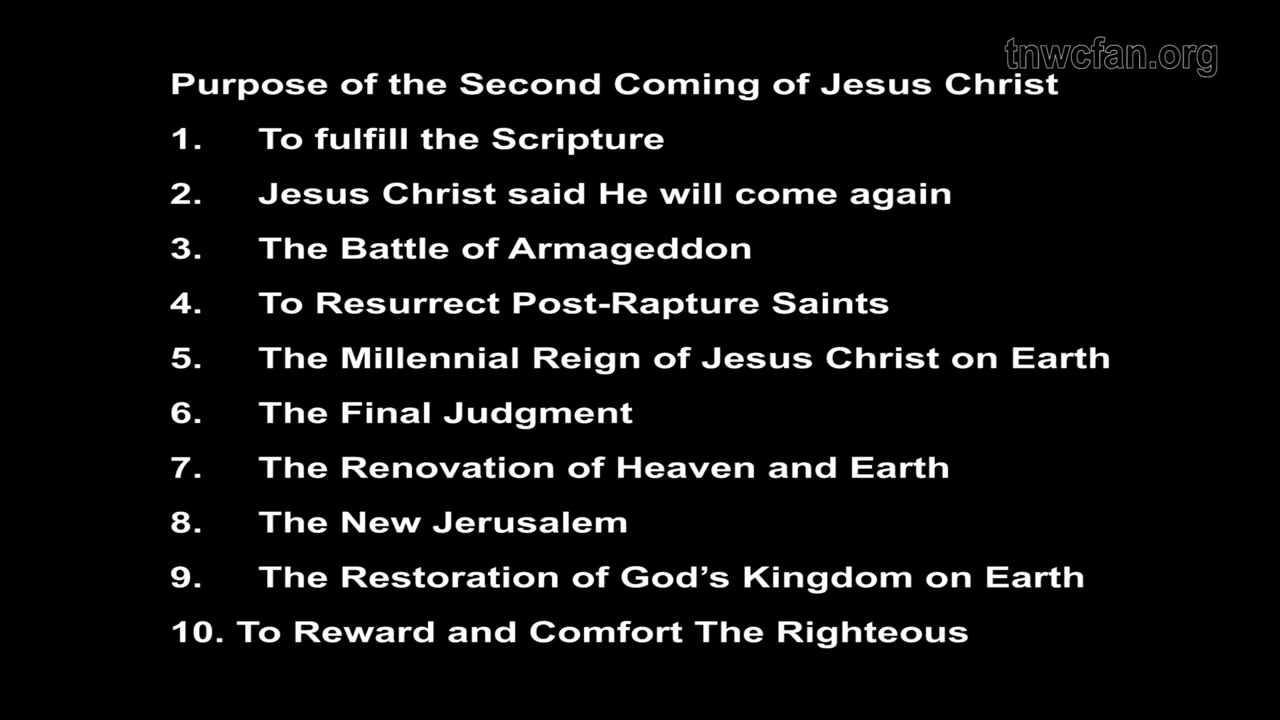 tnwcfan.org
Purpose of the Second Coming of Jesus Christ
1. To fulfill the Scripture
2. Jesus Christ said He will come again
3. The Battle of Armageddon
4. To Resurrect Post-Rapture Saints
5. The Millennial Reign of Jesus Christ on Earth
6. The Final Judgment
7. The Renovation of Heaven and Earth
8. The New Jerusalem
9. The Restoration of God’s Kingdom on Earth
10. To Reward and Comfort The Righteous